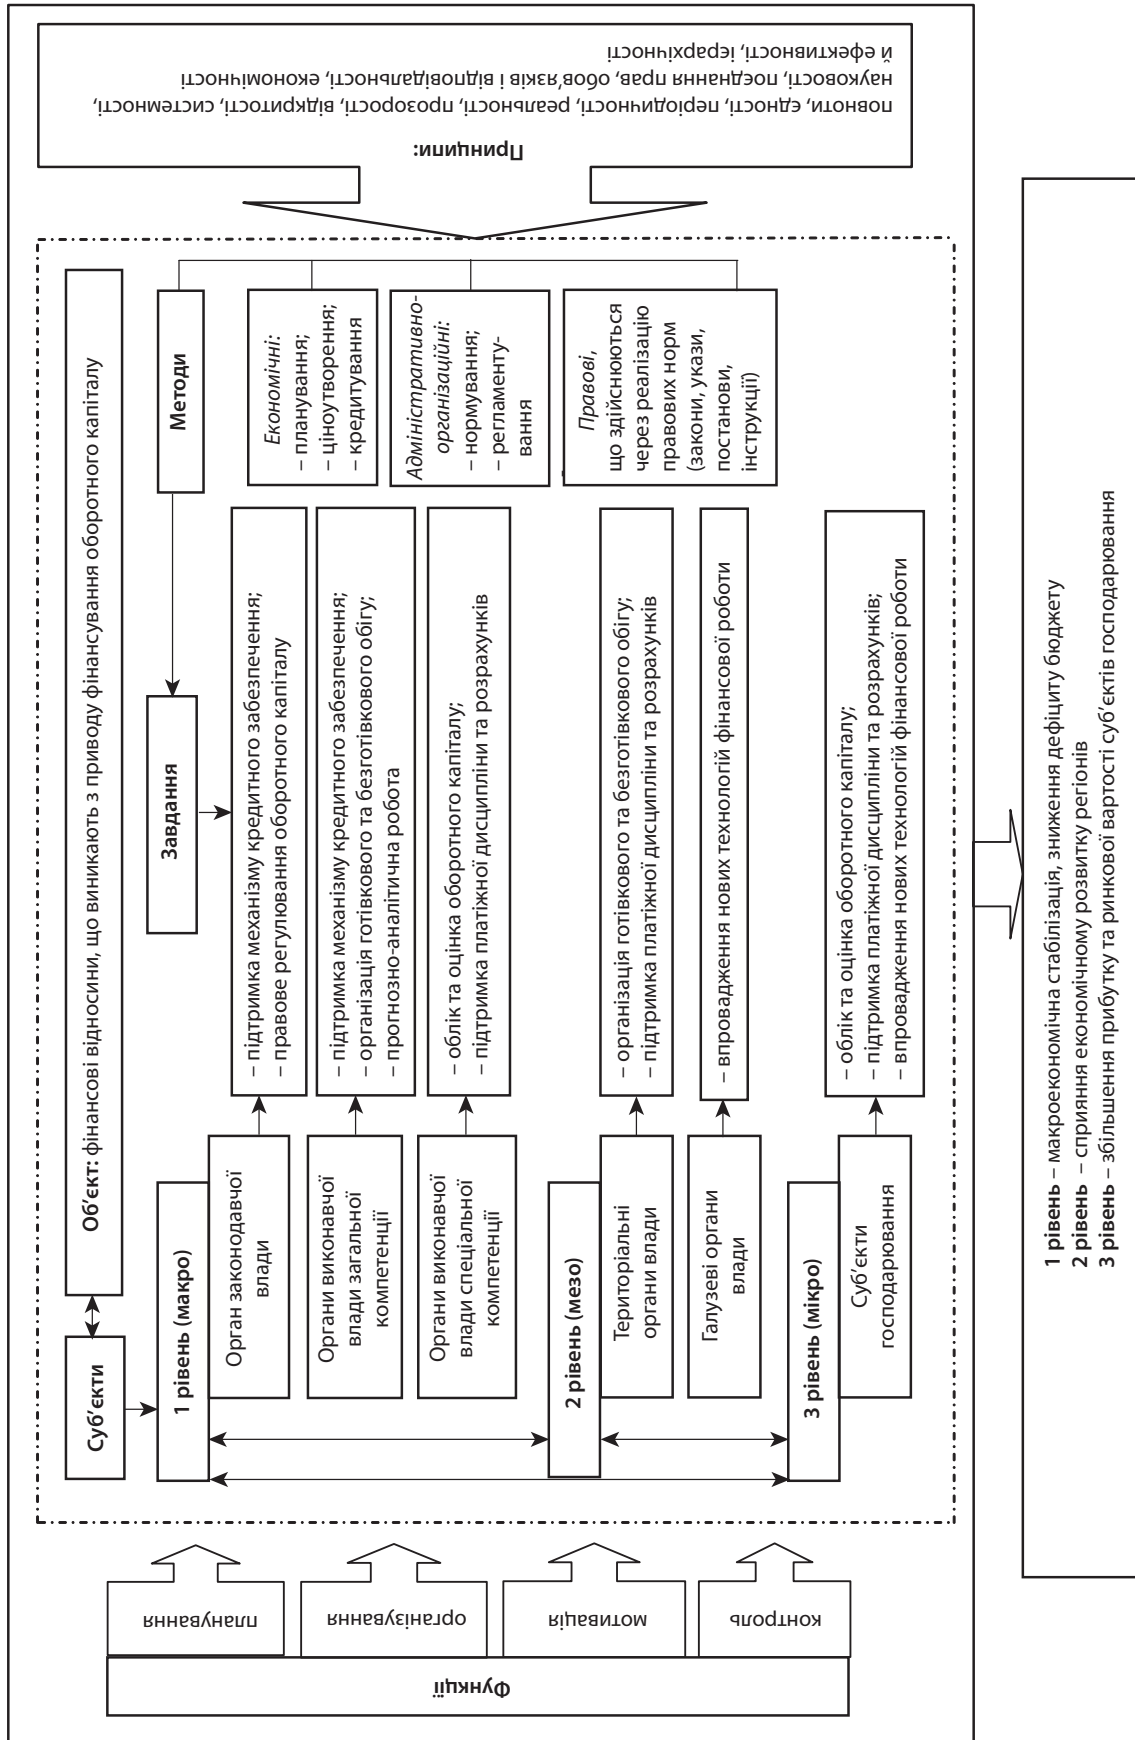 Об’єкт: фінансові відносини, що виникають з приводу фінансування оборотного капіталу
Суб’єкти
Завдання
Методи
1 рівень (макро)
Орган законодавчої
влади
– підтримка механізму кредитного забезпечення;
– правове регулювання оборотного капіталу
Органи виконавчої
влади загальної
компетенції
– підтримка механізму кредитного забезпечення;
– організація готівкового та безготівкового обігу;
– прогнозно-аналітична робота
Органи виконавчої
влади спеціальної
компетенції
– облік та оцінка оборотного капіталу;
– підтримка платіжної дисципліни та розрахунків
2 рівень (мезо)
Територіальні
органи влади
– організація готівкового та безготівкового обігу;
– підтримка платіжної дисципліни та розрахунків
Галузеві органи
влади
– впровадження нових технологій фінансової роботи
3 рівень (мікро)
Суб’єкти
господарювання
– облік та оцінка оборотного капіталу;
– підтримка платіжної дисципліни та розрахунків;
– впровадження нових технологій фінансової роботи
Економічні:
– планування;
– ціноутворення;
– кредитування
Адміністративно-
організаційні:
– нормування;
– регламенту-
вання
Правові,
що здійснюються
через реалізацію
правових норм
(закони, укази,
постанови,
інструкції)
Принципи:
повноти, єдності, періодичності, реальності, прозорості, відкритості, системності,
науковості, поєднання прав, обов’язків і відповідальності, економічності
й ефективності, ієрархічності
Функції
планування
організування
мотивація
контроль
1 рівень – макроекономічна стабілізація, зниження дефіциту бюджету
2 рівень – сприяння економічному розвитку регіонів
3 рівень – збільшення прибутку та ринкової вартості суб’єктів господарювання